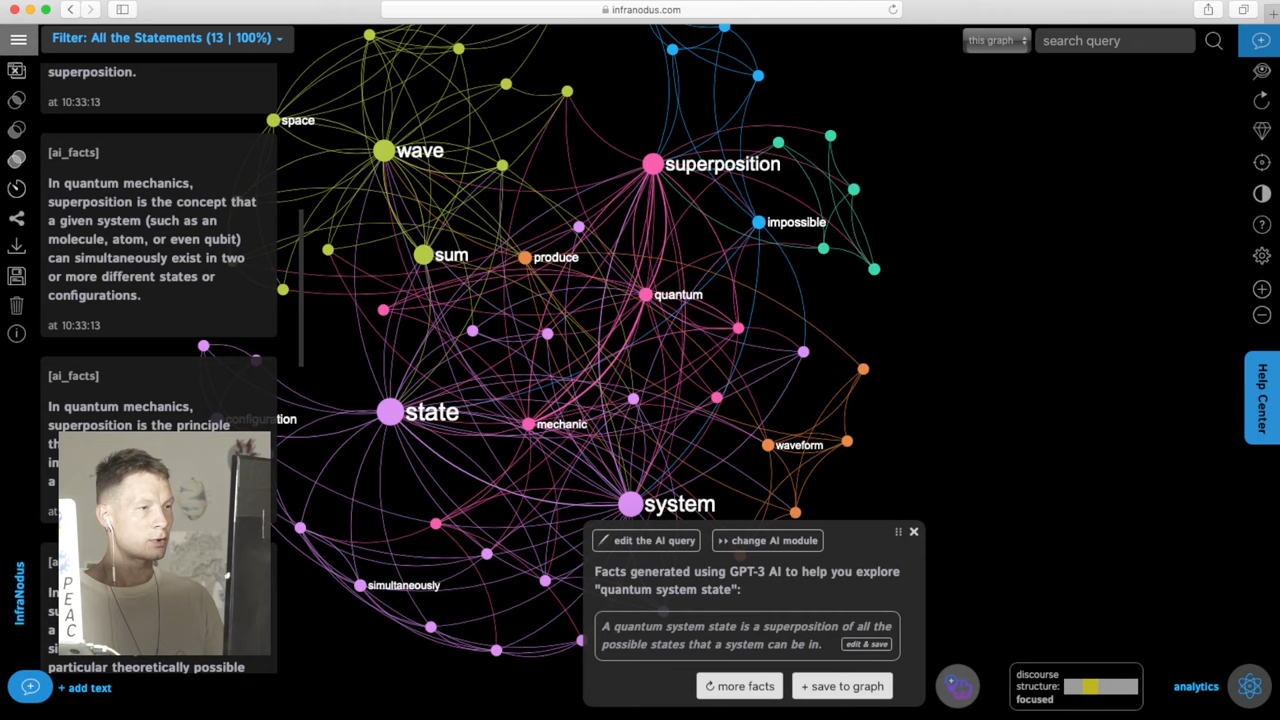 infranodus.com
Filter: All the Statements (13 | 100%)
this graph
search query
superposition.
at 10:33:13
[ai_facts]
In quantum mechanics,
superposition is the concept that
a given system (such as an
molecule, atom, or even qubit)
can simultaneously exist in two
or more different states or
configurations.
at 10:33:13
[ai_facts]
In quantum mechanics,
superposition is the principle
particular theoretically possible
space
wave
superposition
impossible
sum
produce
quantum
state
mechanic
configuration
waveform
system
simultaneously
edit the AI query
change AI module
Facts generated using GPT-3 AI to help you explore
"quantum system state":
A quantum system state is a superposition of all the
possible states that a system can be in.
edit & save
more facts
+ save to graph
discourse
structure:
focused
analytics
Help Center
InfraNodus
+ add text
PEAC